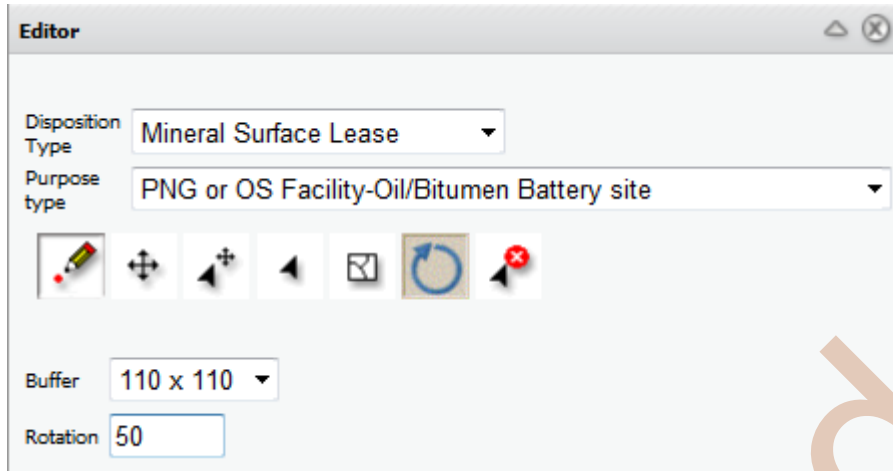 Editor
Disposition
Type
Mineral Surface Lease
Purpose
type
PNG or OS Facility-Oil/Bitumen Battery site
Buffer
110 x 110
Rotation
50